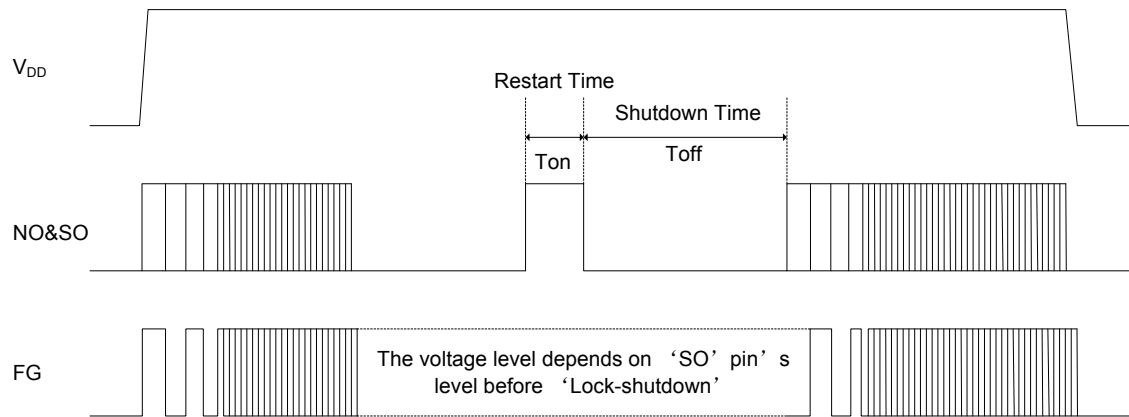 V_DD
Restart Time
Shutdown Time
Ton
Toff
NO&SO
FG
The voltage level depends on ‘SO’ pin’s
level before ‘Lock-shutdown’